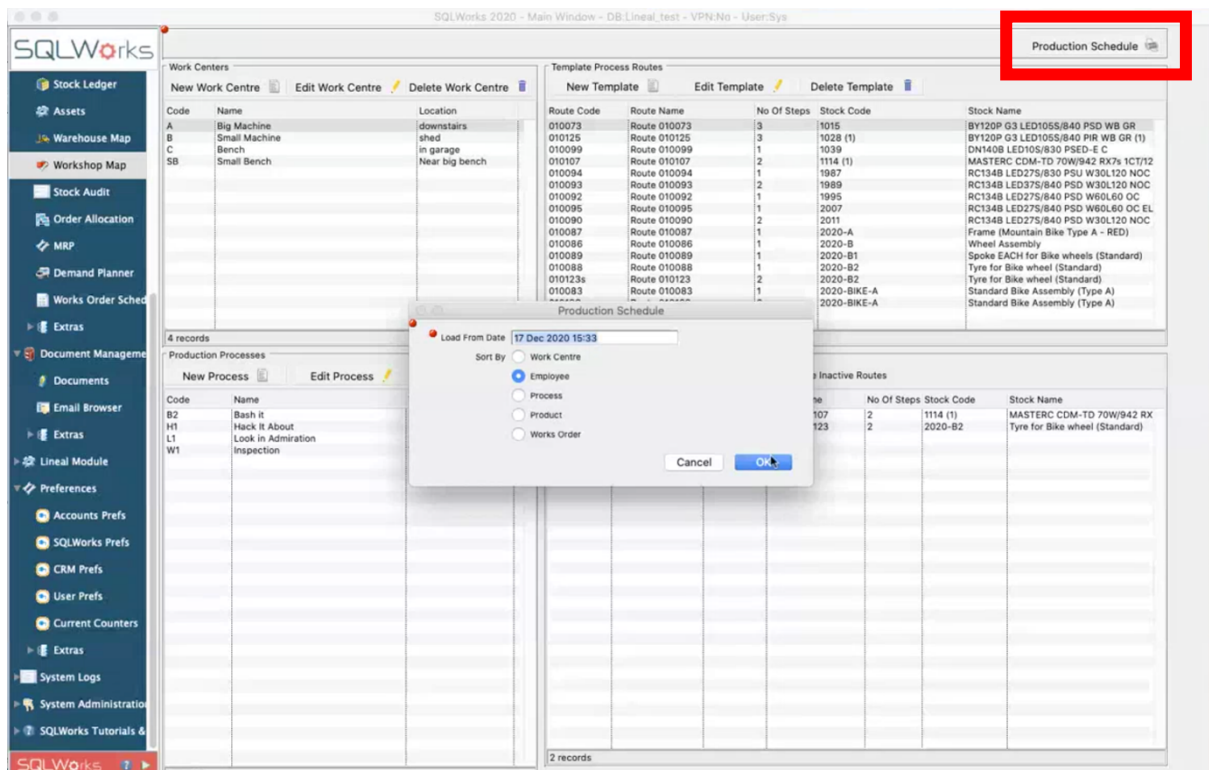 SQLWorks 2020 - Main Window - DB:Lineal_test - VPN:No - User:Sys
SQLWorks
Production Schedule
Stock Ledger
Assets
Warehouse Map
Workshop Map
Stock Audit
Order Allocation
MRP
Demand Planner
Works Order Sched
Extras
Document Manageme
Documents
Email Browser
Extras
Lineal Module
Preferences
Accounts Prefs
SQLWorks Prefs
CRM Prefs
User Prefs
Current Counters
Extras
System Logs
System Administratio
SQLWorks Tutorials &
SQLWorks ?
Work Centers
New Work Centre Edit Work Centre Delete Work Centre
Code Name Location
A Big Machine downstairs
B Small Machine shed
C Bench in garage
SB Small Bench Near big bench
4 records
Template Process Routes
New Template Edit Template Delete Template
Route Code Route Name No Of Steps Stock Code Stock Name
010073 Route 010073 3 1015 BY120P G3 LED105S/840 PSD WB GR
010125 Route 010125 3 1028 (1) BY120P G3 LED105S/840 PIR WB GR (1)
010099 Route 010099 1 1039 DN140B LED10S/830 PSED-E C
010107 Route 010107 2 1114 (1) MASTERC CDM-TD 70W/942 RX7s 1CT/12
010094 Route 010094 1 1987 RC134B LED27S/830 PSU W30L120 NOC
010093 Route 010093 2 1989 RC134B LED37S/840 PSD W30L120 NOC
010092 Route 010092 1 1995 RC134B LED27S/840 PSD W60L60 OC
010095 Route 010095 1 2007 RC134B LED37S/840 PSD W60L60 OC EL
010090 Route 010090 2 2011 RC134B LED27S/840 PSD W30L120 NOC
010087 Route 010087 1 2020-A Frame (Mountain Bike Type A - RED)
010086 Route 010086 1 2020-B Wheel Assembly
010089 Route 010089 1 2020-B1 Spoke EACH for Bike wheels (Standard)
010088 Route 010088 1 2020-B2 Tyre for Bike wheel (Standard)
010123s Route 010123 2 2020-B2 Tyre for Bike wheel (Standard)
010083 Route 010083 1 2020-BIKE-A Standard Bike Assembly (Type A)
2020-BIKE-A Standard Bike Assembly (Type A)
Production Schedule
Load From Date 17 Dec 2020 15:33
Sort By Work Centre
Employee
Process
Product
Works Order
Cancel OK
Production Processes
New Process Edit Process
Code Name
B2 Bash it
H1 Hack It About
L1 Look in Admiration
W1 Inspection
Inactive Routes
No Of Steps Stock Code Stock Name
107 2 1114 (1) MASTERC CDM-TD 70W/942 RX
123 2 2020-B2 Tyre for Bike wheel (Standard)
2 records